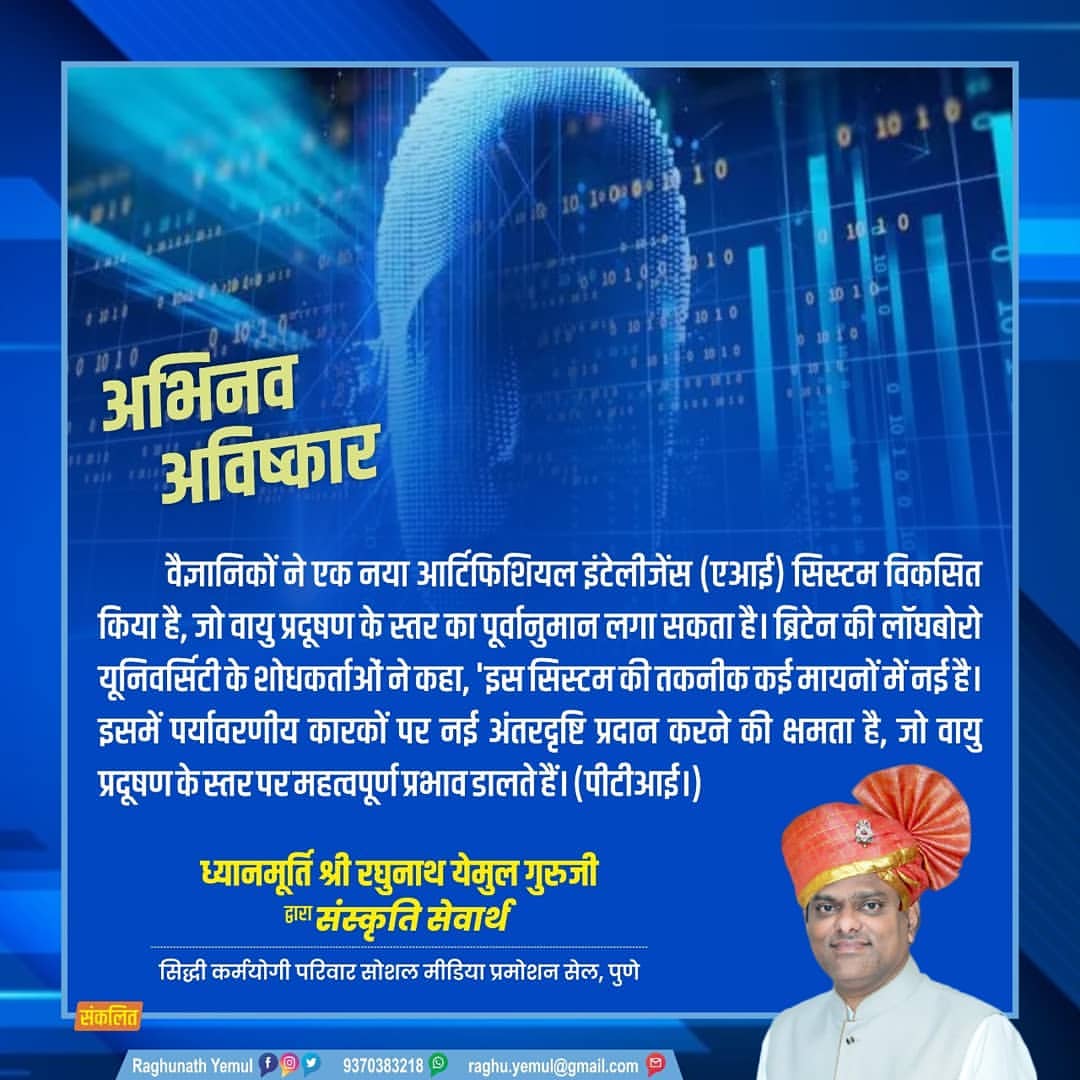 अभिनव
अविष्कार
वैज्ञानिकों ने एक नया आर्टिफिशियल इंटेलीजेंस (एआई) सिस्टम विकसित
किया है, जो वायु प्रदूषण के स्तर का पूर्वानुमान लगा सकता है। ब्रिटेन की लॉघबोरो
यूनिवर्सिटी के शोधकर्ताओं ने कहा, 'इस सिस्टम की तकनीक कई मायनों में नई है।
इसमें पर्यावरणीय कारकों पर नई अंतरदृष्टि प्रदान करने की क्षमता है, जो वायु
प्रदूषण के स्तर पर महत्वपूर्ण प्रभाव डालते हैं। (पीटीआई।)
ध्यानमूर्ति श्री रघुनाथ येमुल गुरुजी
द्वारा संस्कृति सेवार्थ
सिद्धी कर्मयोगी परिवार सोशल मीडिया प्रमोशन सेल, पुणे
संकलित
Raghunath Yemul 9370383218 raghu.yemul@gmail.com